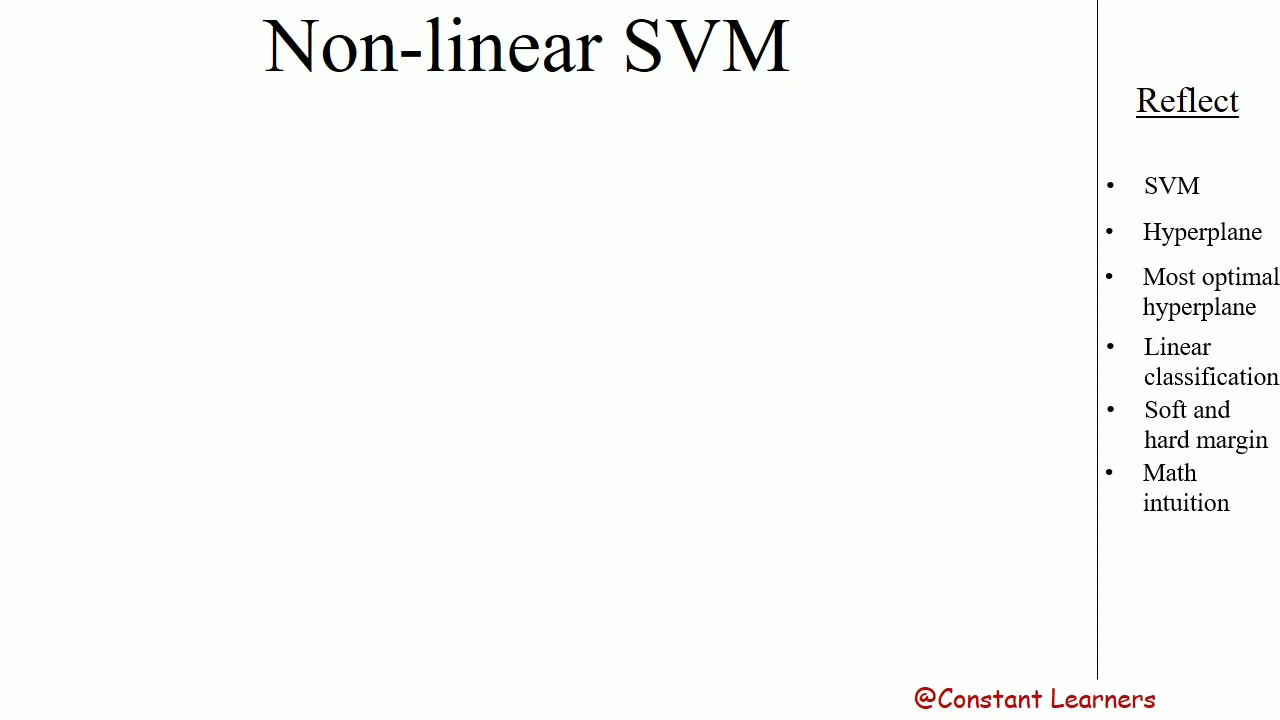 Non-linear SVM
Reflect
• SVM
• Hyperplane
• Most optimal
hyperplane
• Linear
classification
• Soft and
hard margin
• Math
intuition
@Constant Learners